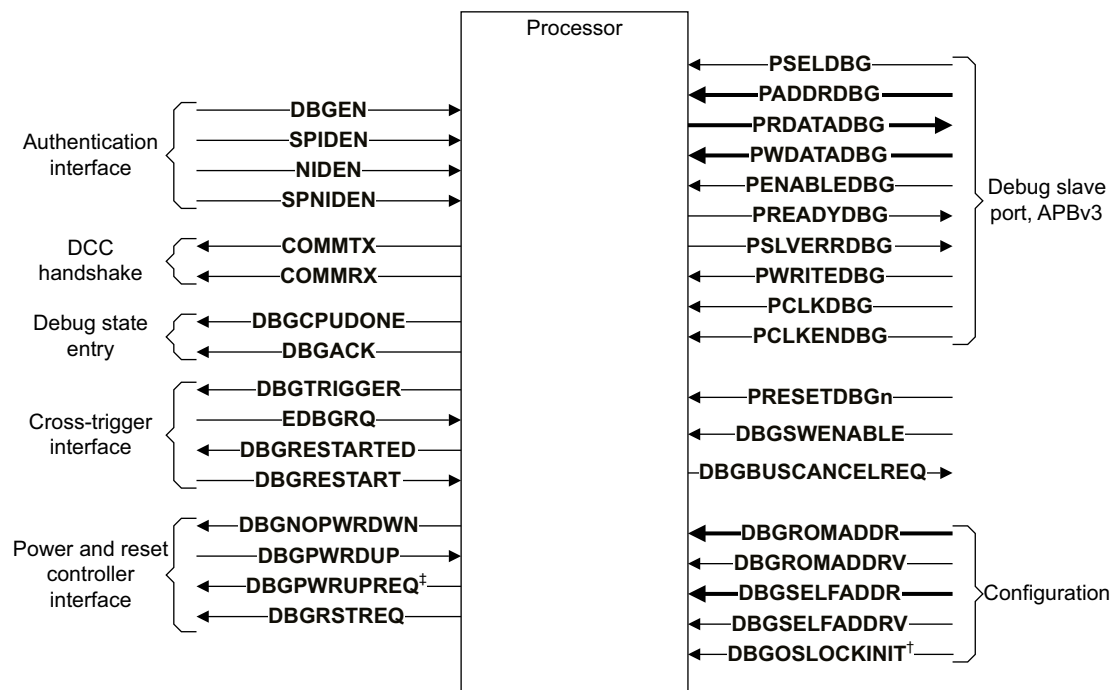 Processor
Authentication
interface
DBGEN
SPIDEN
NIDEN
SPNIDEN
DCC
handshake
COMMTX
COMMRX
Debug state
entry
DBGCPUDONE
DBGACK
Cross-trigger
interface
DBGTRIGGER
EDBGRQ
DBGRESTARTED
DBGRESTART
Power and reset
controller
interface
DBGNOPWRDWN
DBGPWRDUP
DBGPWRUPREQ‡
DBGRSTREQ
PSELDBG
PADDRDBG
PRDATADBG
PWDATADBG
PENABLEDBG
PREADYDBG
PSLVERRDBG
PWRITEDBG
PCLKDBG
PCLKENDBG
Debug slave
port, APBv3
PRESETDBGn
DBGSWENABLE
DBGBUSCANCELREQ
DBGROMADDR
DBGROMADDRV
DBGSELFADDR
DBGSELFADDRV
DBGOSLOCKINIT†
Configuration